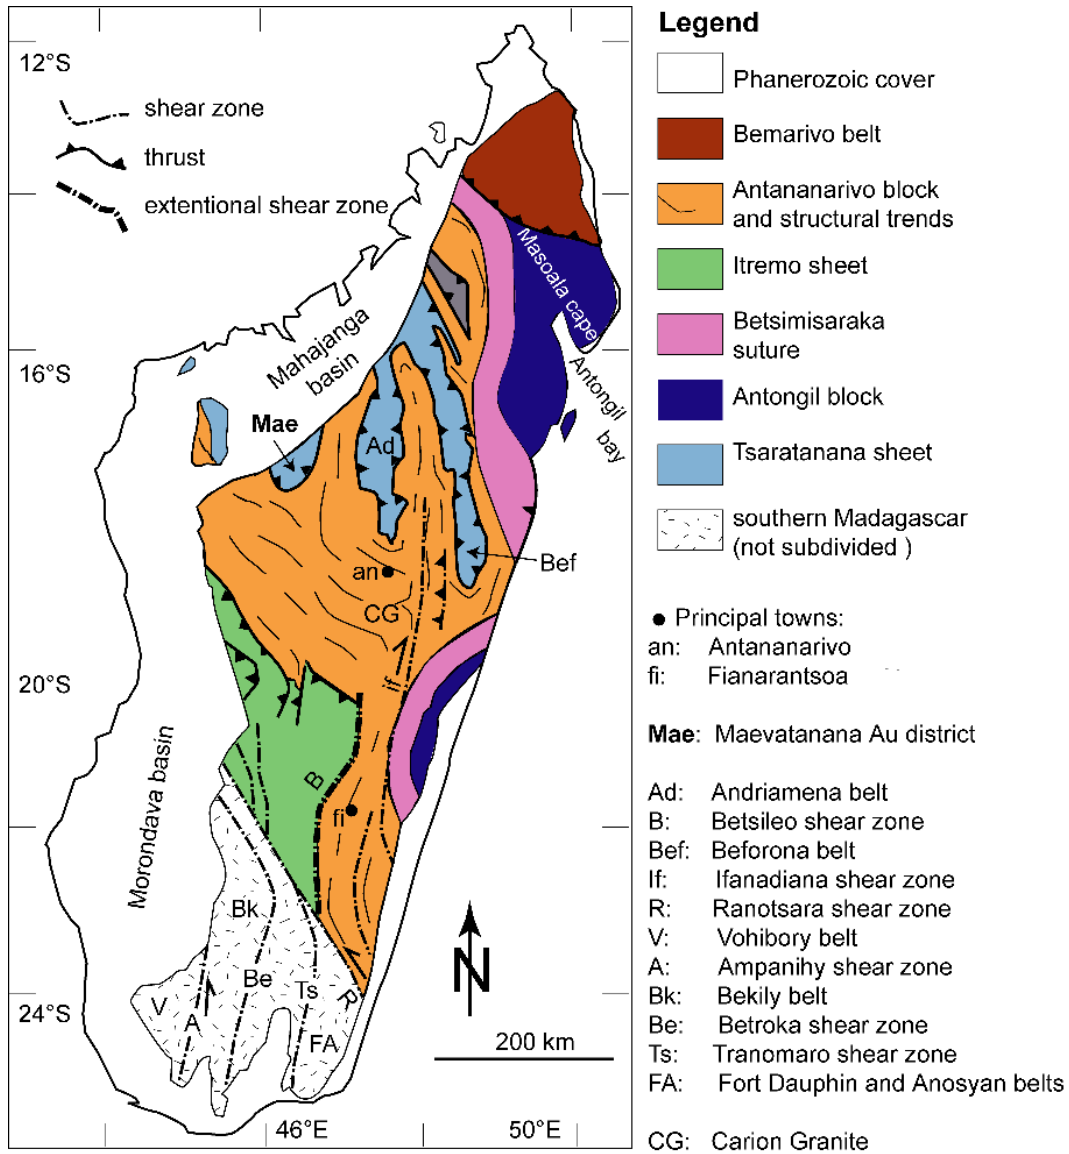 12°S
shear zone
thrust
extentional shear zone
Masoala cape
Mahajanga
basin
16°S
Antongil
bay
Mae
Ad
Bef
an
CG
If
20°S
Morondava basin
B
fi
Bk
Be
Ts
R
V
A
FA
24°S
N
200 km
46°E
50°E
Legend
Phanerozoic cover
Bemarivo belt
Antananarivo block
and structural trends
Itremo sheet
Betsimisaraka
suture
Antongil block
Tsaratanana sheet
southern Madagascar
(not subdivided )
Principal towns:
an: Antananarivo
fi: Fianarantsoa
Mae: Maevatanana Au district
Ad: Andriamena belt
B: Betsileo shear zone
Bef: Beforona belt
If: Ifanadiana shear zone
R: Ranotsara shear zone
V: Vohibory belt
A: Ampanihy shear zone
Bk: Bekily belt
Be: Betroka shear zone
Ts: Tranomaro shear zone
FA: Fort Dauphin and Anosyan belts
CG: Carion Granite